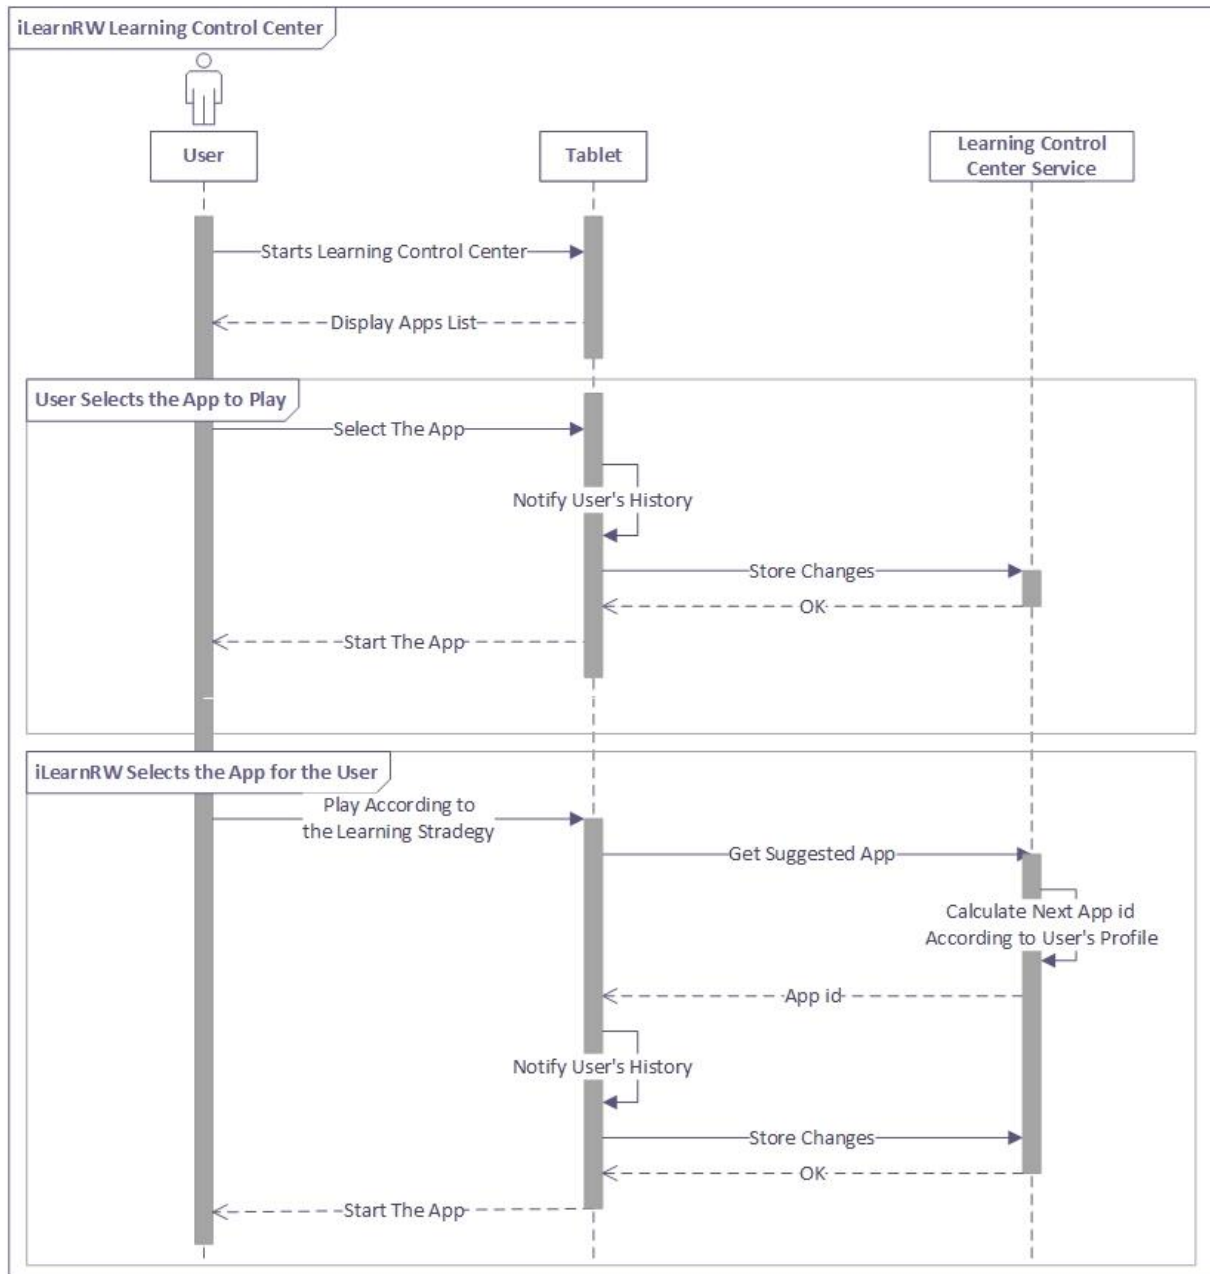 iLearnRW Learning Control Center
User
Tablet
Learning Control
Center Service
Starts Learning Control Center
Display Apps List
User Selects the App to Play
Select The App
Notify User's History
Store Changes
OK
Start The App
iLearnRW Selects the App for the User
Play According to
the Learning Stradegy
Get Suggested App
Calculate Next App id
According to User's Profile
App id
Notify User's History
Store Changes
OK
Start The App